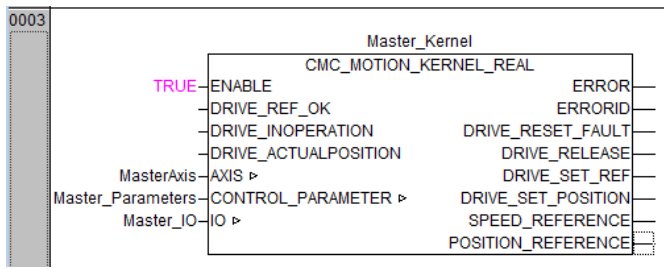 0003
Master_Kernel
CMC_MOTION_KERNEL_REAL
TRUE ENABLE ERROR
DRIVE_REF_OK ERRORID
DRIVE_INOPERATION DRIVE_RESET_FAULT
DRIVE_ACTUALPOSITION DRIVE_RELEASE
MasterAxis AXIS ▷ DRIVE_SET_REF
Master_Parameters CONTROL_PARAMETER ▷ DRIVE_SET_POSITION
Master_IO IO ▷ SPEED_REFERENCE
POSITION_REFERENCE